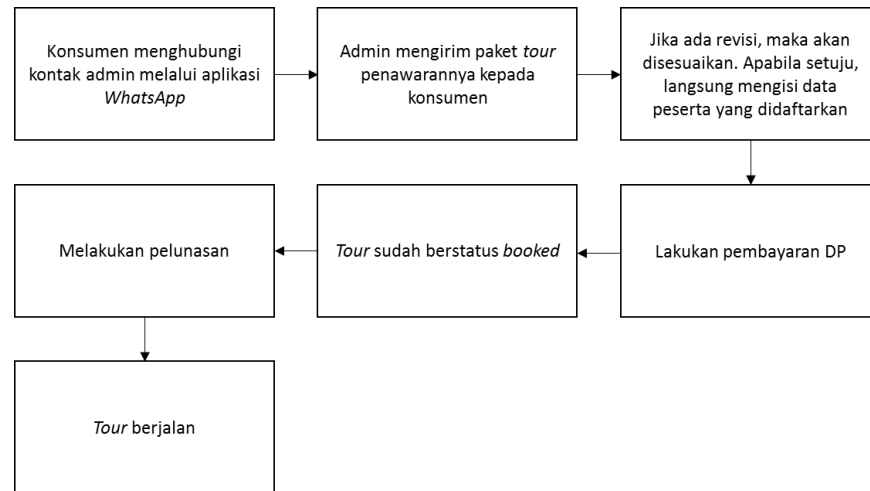 Konsumen menghubungi
kontak admin melalui aplikasi
WhatsApp
Admin mengirim paket tour
penawarannya kepada
konsumen
Jika ada revisi, maka akan
disesuaikan. Apabila setuju,
langsung mengisi data
peserta yang didaftarkan
Lakukan pembayaran DP
Tour sudah berstatus booked
Melakukan pelunasan
Tour berjalan